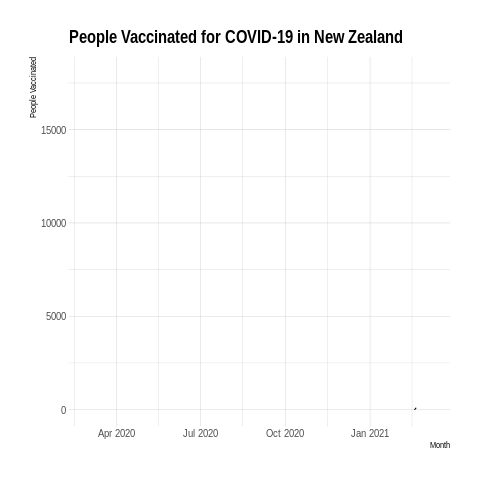 People Vaccinated for COVID-19 in New Zealand
People Vaccinated
15000
10000
5000
0
Apr 2020 Jul 2020 Oct 2020 Jan 2021
Month